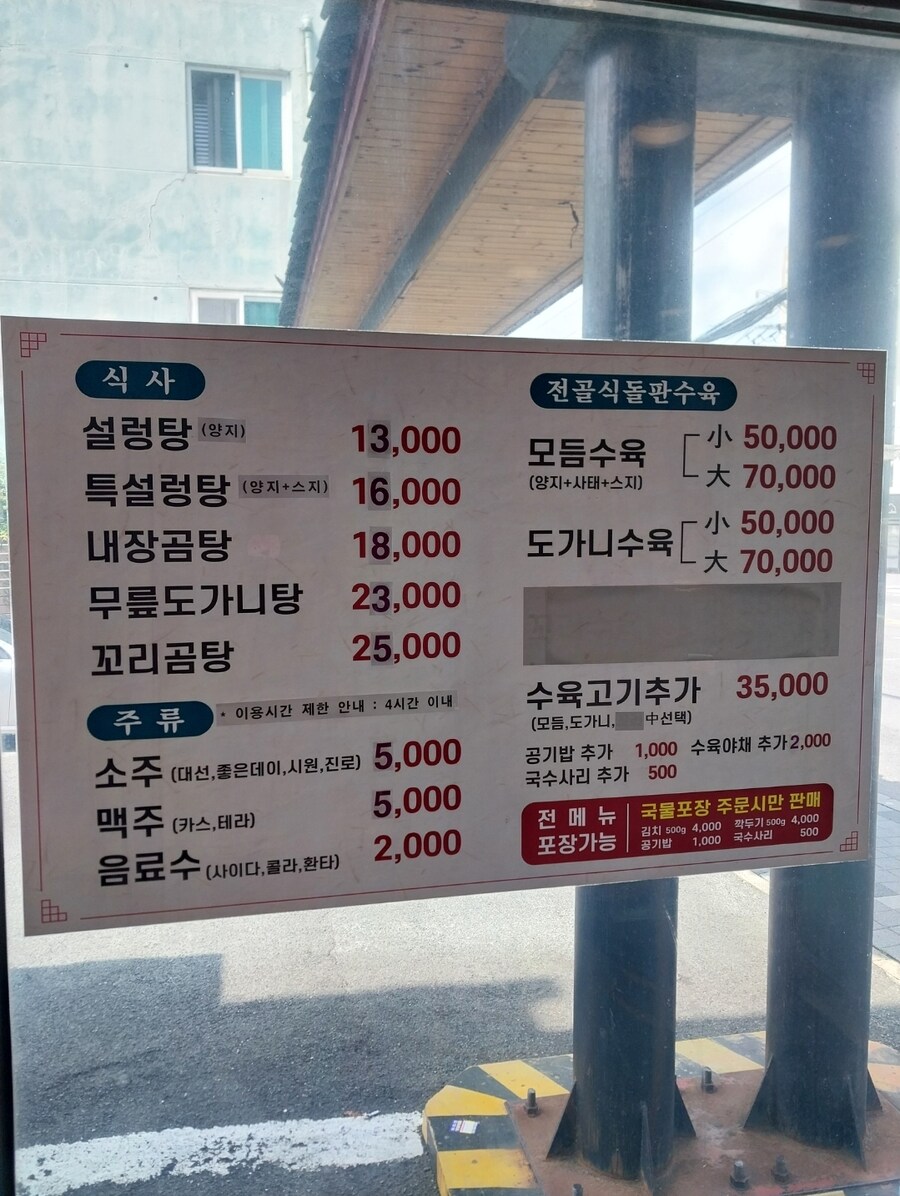 식사
설렁탕 (양지) 13,000
특설렁탕 (양지+스지) 16,000
내장곰탕 18,000
무릎도가니탕 23,000
꼬리곰탕 25,000
주류 * 이용시간 제한 안내 : 4시간 이내
소주 (대선,좋은데이,시원,진로) 5,000
맥주 (카스,테라) 5,000
음료수 (사이다,콜라,환타) 2,000
전골식돌판수육
모듬수육 小 50,000
(양지+사태+스지) 大 70,000
도가니수육 小 50,000
大 70,000
수육고기추가 35,000
(모듬,도가니, 中선택)
공기밥 추가 1,000 수육야채 추가 2,000
국수사리 추가 500
전메뉴 포장가능
국물포장 주문시만 판매
김치 500g 4,000 깍두기 500g 4,000
공기밥 1,000 국수사리 500